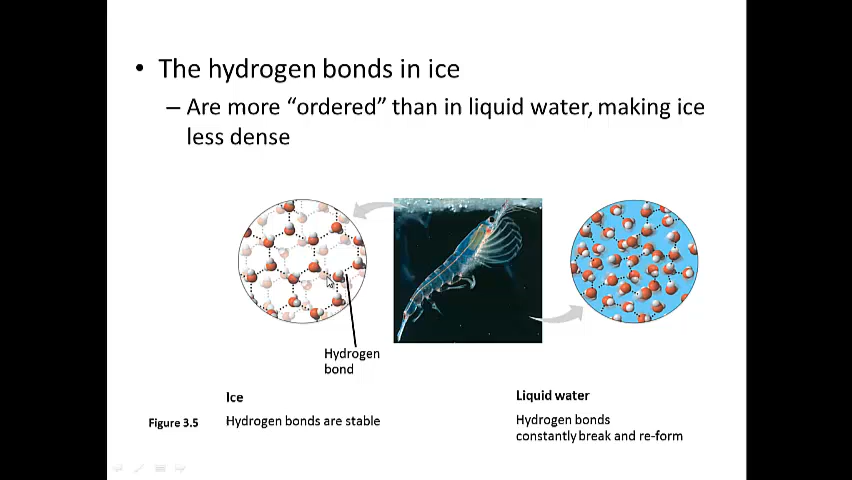 • The hydrogen bonds in ice
– Are more “ordered” than in liquid water, making ice
less dense
Hydrogen
bond
Ice
Liquid water
Figure 3.5
Hydrogen bonds are stable
Hydrogen bonds
constantly break and re-form